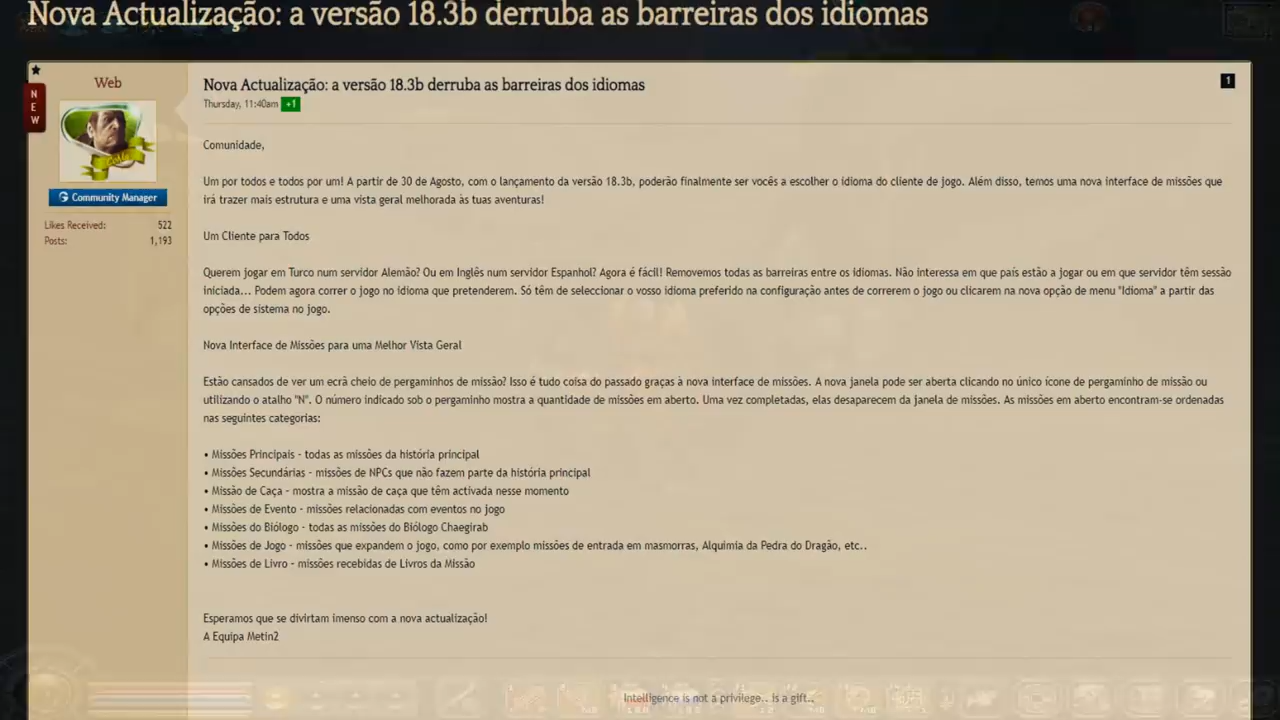 Nova Actualização: a versão 18.3b derruba as barreiras dos idiomas
NEW
Web
Community Manager
Likes Received: 522
Posts: 1,193
Nova Actualização: a versão 18.3b derruba as barreiras dos idiomas
1
Thursday, 11:40am +1
Comunidade,
Um por todos e todos por um! A partir de 30 de Agosto, com o lançamento da versão 18.3b, poderão finalmente ser vocês a escolher o idioma do cliente de jogo. Além disso, temos uma nova interface de missões que
irá trazer mais estrutura e uma vista geral melhorada às tuas aventuras!
Um Cliente para Todos
Querem jogar em Turco num servidor Alemão? Ou em Inglês num servidor Espanhol? Agora é fácil! Removemos todas as barreiras entre os idiomas. Não interessa em que país estão a jogar ou em que servidor têm sessão
iniciada... Podem agora correr o jogo no idioma que pretenderem. Só têm de seleccionar o vosso idioma preferido na configuração antes de correrem o jogo ou clicarem na nova opção de menu "Idioma" a partir das
opções de sistema no jogo.
Nova Interface de Missões para uma Melhor Vista Geral
Estão cansados de ver um ecrã cheio de pergaminhos de missão? Isso é tudo coisa do passado graças à nova interface de missões. A nova janela pode ser aberta clicando no único ícone de pergaminho de missão ou
utilizando o atalho "N". O número indicado sob o pergaminho mostra a quantidade de missões em aberto. Uma vez completadas, elas desaparecem da janela de missões. As missões em aberto encontram-se ordenadas
nas seguintes categorias:
• Missões Principais - todas as missões da história principal
• Missões Secundárias - missões de NPCs que não fazem parte da história principal
• Missão de Caça - mostra a missão de caça que têm activada nesse momento
• Missões de Evento - missões relacionadas com eventos no jogo
• Missões do Biólogo - todas as missões do Biólogo Chaegirab
• Missões de Jogo - missões que expandem o jogo, como por exemplo missões de entrada em masmorras, Alquimia da Pedra do Dragão, etc..
• Missões de Livro - missões recebidas de Livros da Missão
Esperamos que se divirtam imenso com a nova actualização!
A Equipa Metin2
Intelligence is not a privilege.. is a gift..